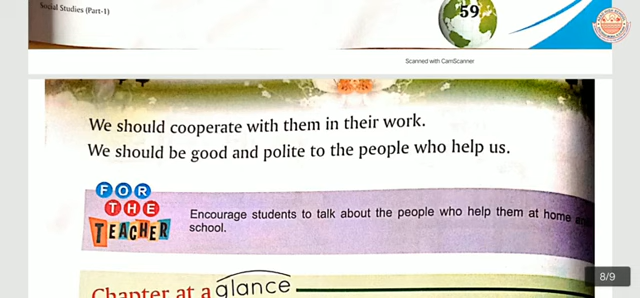 Social Studies (Part-1)
59
Scanned with CamScanner
We should cooperate with them in their work.
We should be good and polite to the people who help us.
FOR
THE
TEACHER
Encourage students to talk about the people who help them at home
school.
8/9
Chapter at a glance